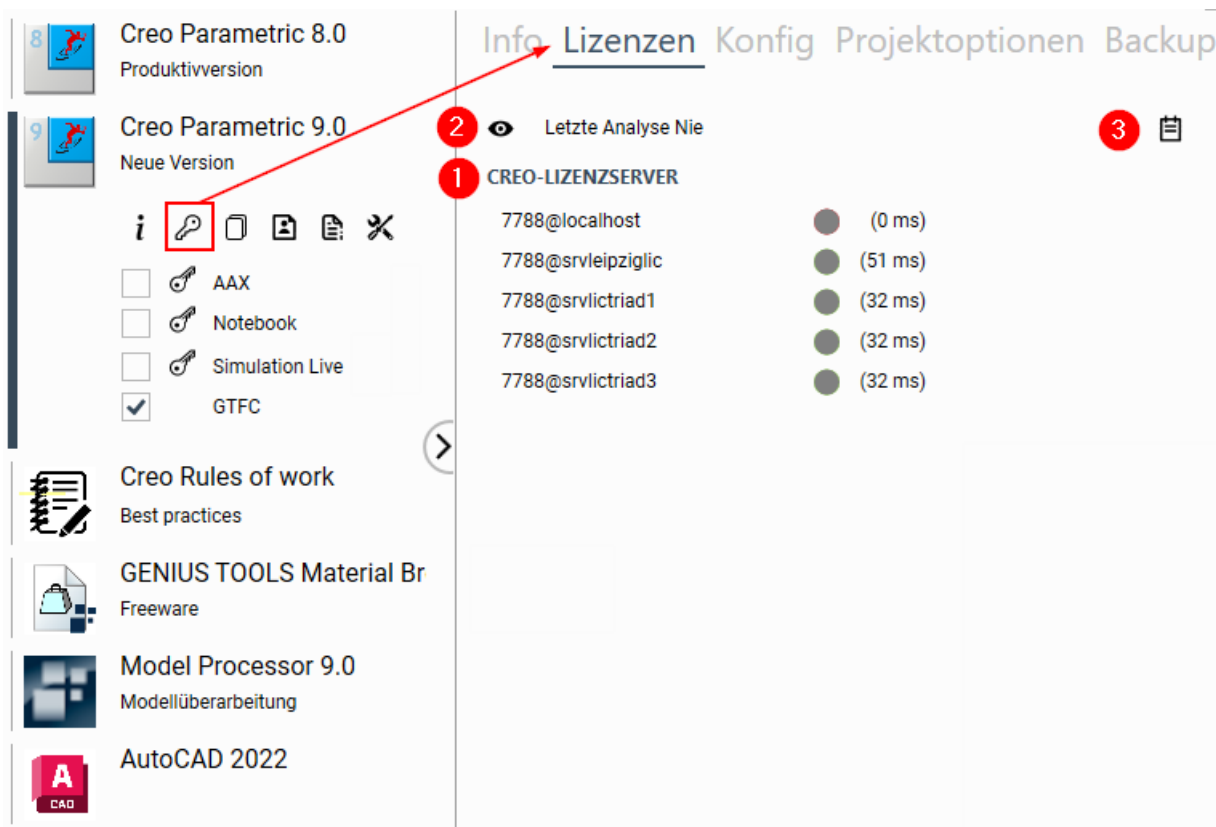 8
Creo Parametric 8.0
Produktivversion
9
Creo Parametric 9.0
Neue Version
i
AAX
Notebook
Simulation Live
GTFC
Creo Rules of work
Best practices
GENIUS TOOLS Material Br
Freeware
Model Processor 9.0
Modellüberarbeitung
A
CAD
AutoCAD 2022
Info Lizenzen Konfig Projektoptionen Backup
2 Letzte Analyse Nie 3
1 CREO-LIZENZSERVER
7788@localhost (0 ms)
7788@srvleipziglic (51 ms)
7788@srvlictriad1 (32 ms)
7788@srvlictriad2 (32 ms)
7788@srvlictriad3 (32 ms)